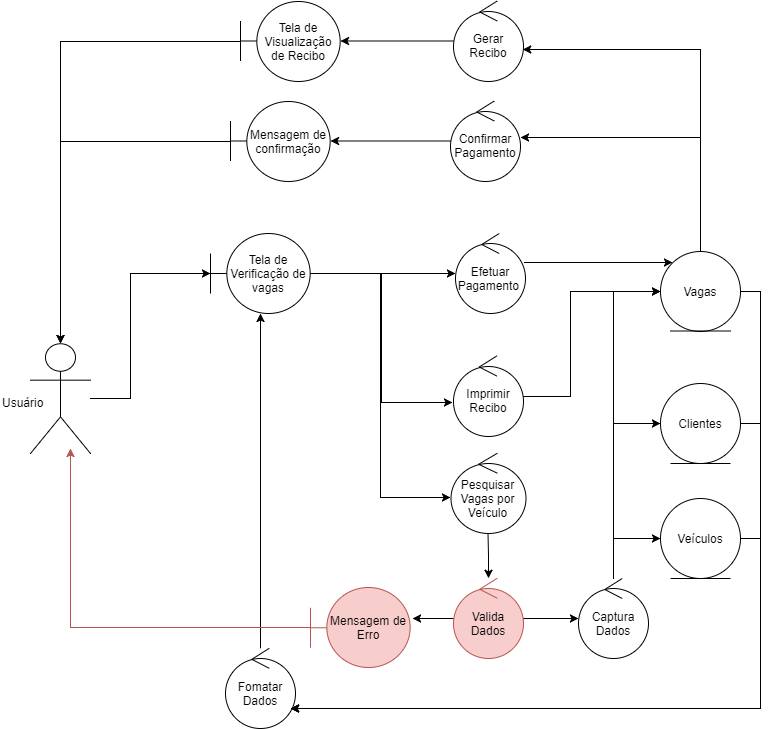 Tela de
Visualização
de Recibo
Gerar
Recibo
Mensagem de
confirmação
Confirmar
Pagamento
Tela de
Verificação de
vagas
Efetuar
Pagamento
Vagas
Usuário
Imprimir
Recibo
Clientes
Pesquisar
Vagas por
Veículo
Veículos
Mensagem de
Erro
Valida
Dados
Captura
Dados
Fomatar
Dados